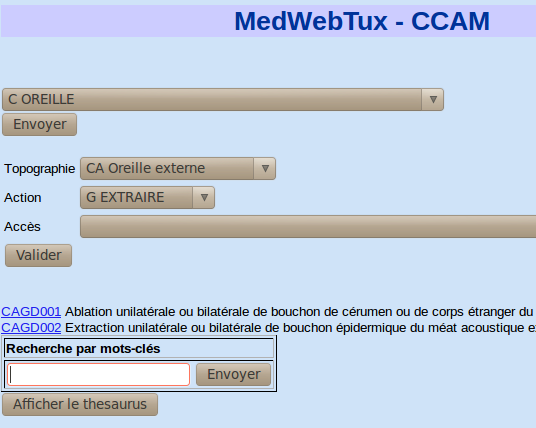 MedWebTux - CCAM
C OREILLE
Envoyer
Topographie CA Oreille externe
Action G EXTRAIRE
Accès
Valider
CAGD001 Ablation unilatérale ou bilatérale de bouchon de cérumen ou de corps étranger du
CAGD002 Extraction unilatérale ou bilatérale de bouchon épidermique du méat acoustique
Recherche par mots-clés
Envoyer
Afficher le thesaurus